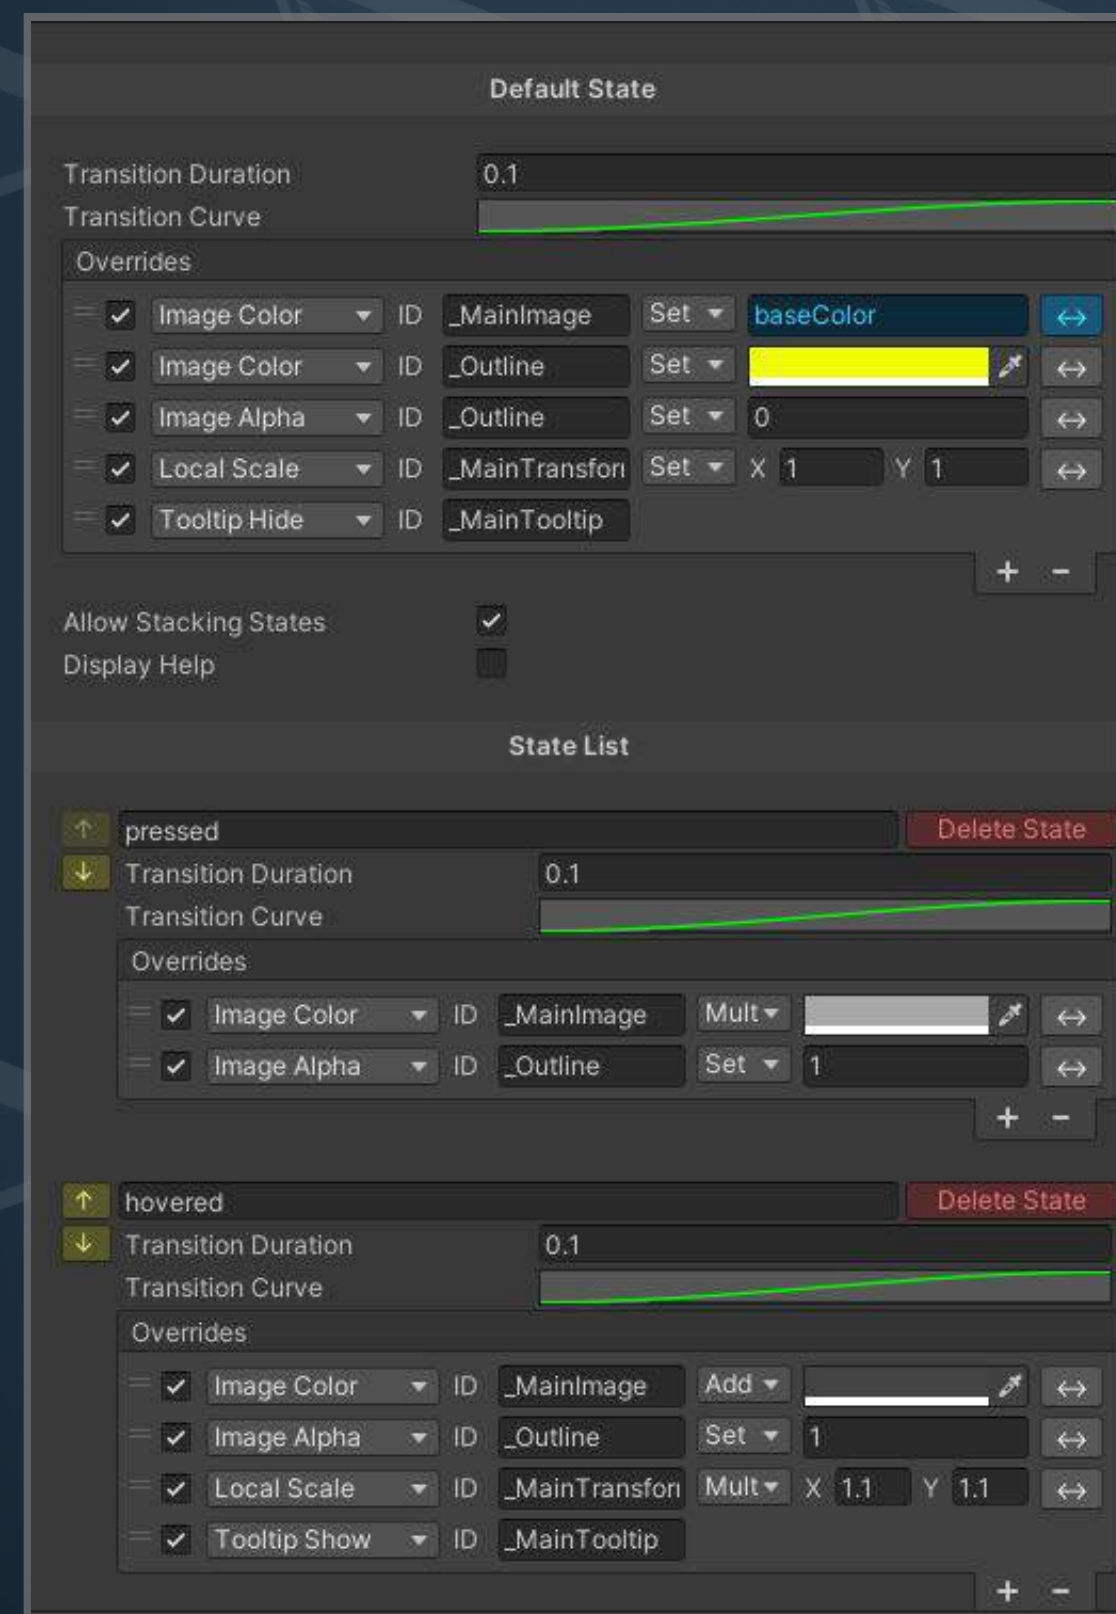 Default State
Transition Duration 0.1
Transition Curve
Overrides
Image Color ID _MainImage Set baseColor
Image Color ID _Outline Set
Image Alpha ID _Outline Set 0
Local Scale ID _MainTransfor Set X 1 Y 1
Tooltip Hide ID _MainTooltip
+ -
Allow Stacking States
Display Help
State List
pressed Delete State
Transition Duration 0.1
Transition Curve
Overrides
Image Color ID _MainImage Mult
Image Alpha ID _Outline Set 1
+ -
hovered Delete State
Transition Duration 0.1
Transition Curve
Overrides
Image Color ID _MainImage Add
Image Alpha ID _Outline Set 1
Local Scale ID _MainTransfor Mult X 1.1 Y 1.1
Tooltip Show ID _MainTooltip
+ -